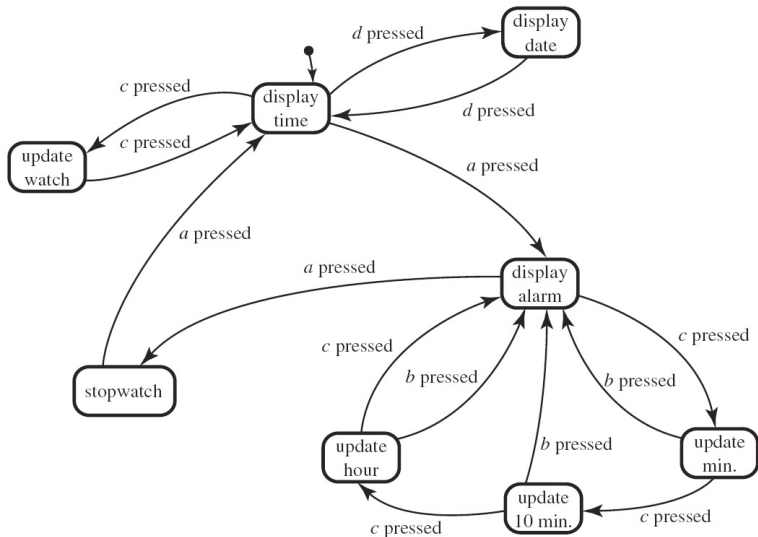 d pressed
display
date
c pressed
display
time
d pressed
c pressed
update
watch
a pressed
a pressed
a pressed
display
alarm
c pressed
c pressed
b pressed
b pressed
stopwatch
update
hour
b pressed
update
min.
update
10 min.
c pressed
c pressed